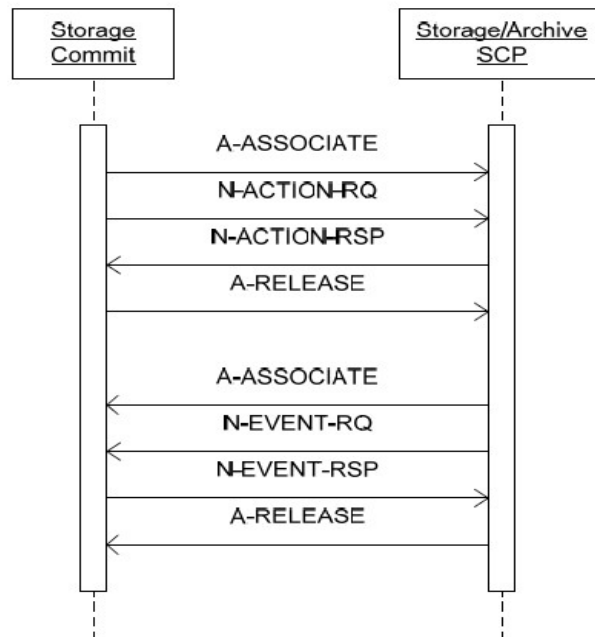 Storage
Commit
Storage/Archive
SCP
A-ASSOCIATE
N-ACTION-RQ
N-ACTION-RSP
A-RELEASE
A-ASSOCIATE
N-EVENT-RQ
N-EVENT-RSP
A-RELEASE